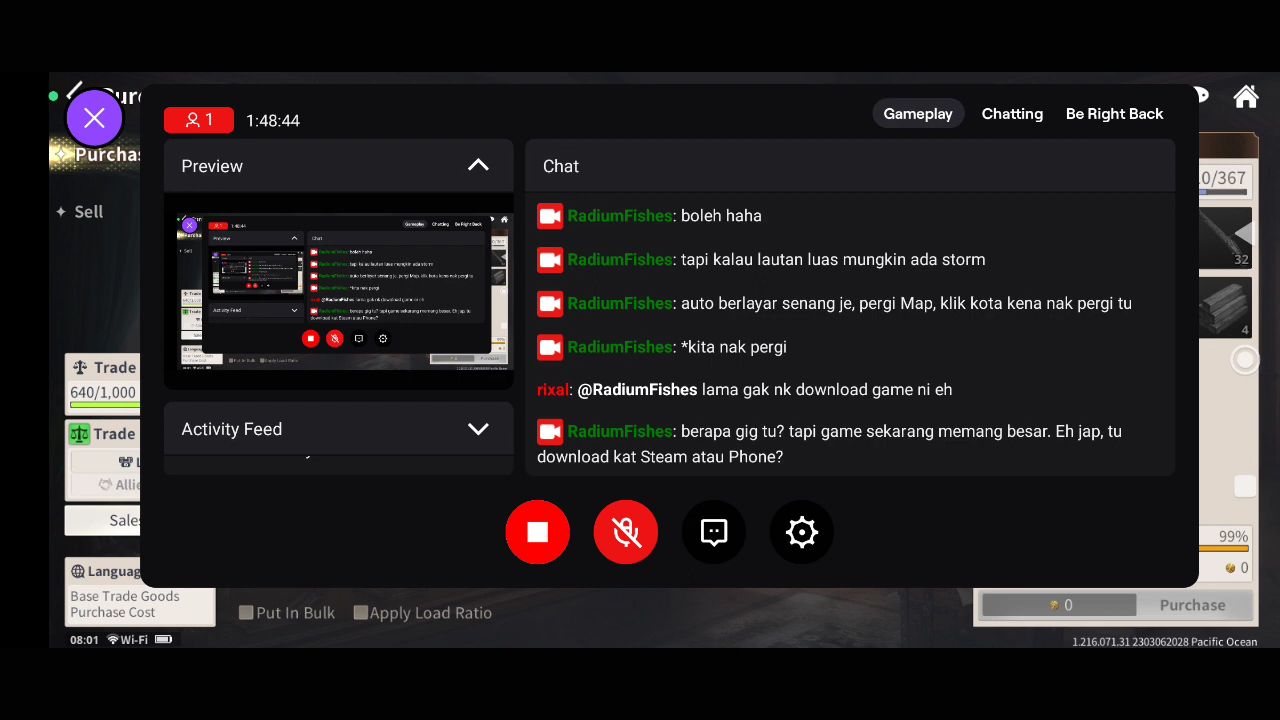 1
1:48:44
Gameplay
Chatting
Be Right Back
Preview
Chat
RadiumFishes: boleh haha
RadiumFishes: tapi kalau lautan luas mungkin ada storm
RadiumFishes: auto berlayar senang je, pergi Map, klik kota kena nak pergi tu
RadiumFishes: *kita nak pergi
rixal: @RadiumFishes lama gak nk download game ni eh
RadiumFishes: berapa gig tu? tapi game sekarang memang besar. Eh jap, tu
download kat Steam atau Phone?
Activity Feed
Sell
Trade
640/1,000
Trade
Allie
Sales
Base Trade Goods
Purchase Cost
Put In Bulk
Apply Load Ratio
0/367
32
4
99%
0
0
Purchase
08:01 Wi-Fi
1.216.071.31 2303062028 Pacific Ocean